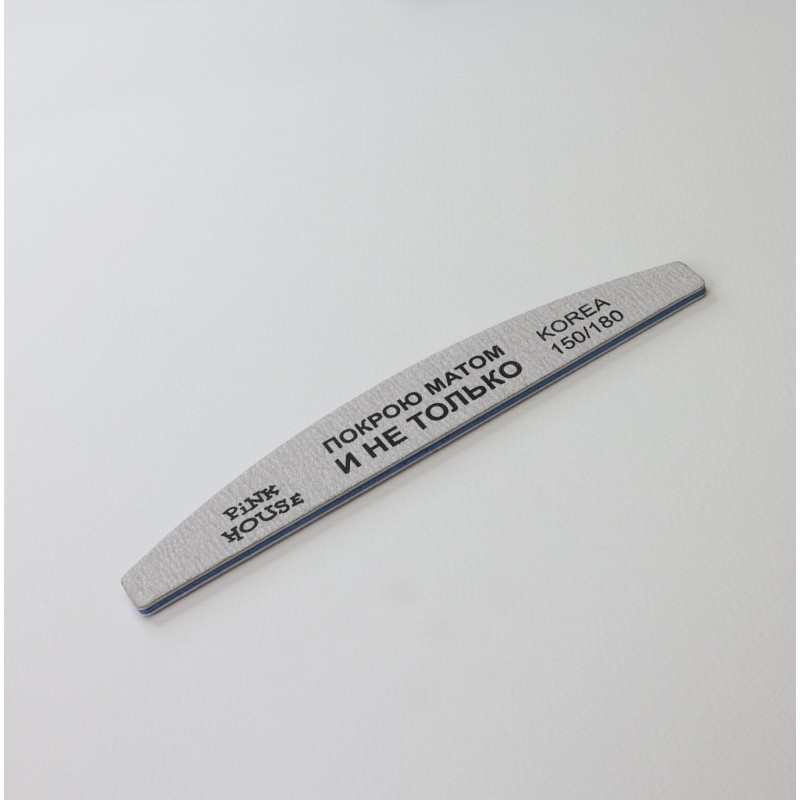 PiNK
HOUSE
ПОКРОЮ МАТОМ
И НЕ ТОЛЬКО
KOREA
150/180